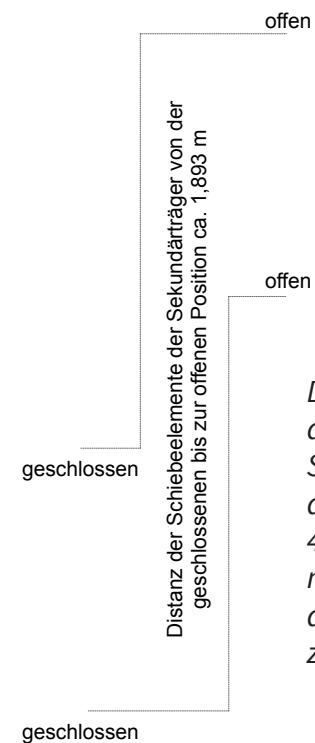 offen
Distanz der Schiebeelemente der Sekundärträger von der
geschlossenen bis zur offenen Position ca. 1,893 m
offen
geschlossen
geschlossen